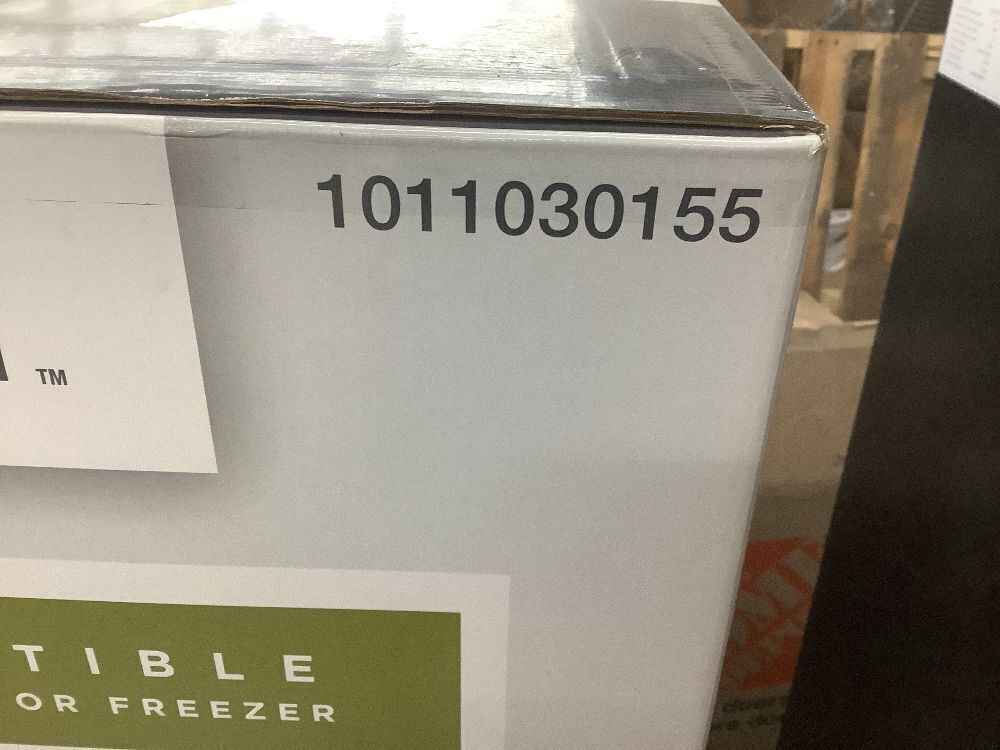 1011030155
TM
TIBLE
OR FREEZER